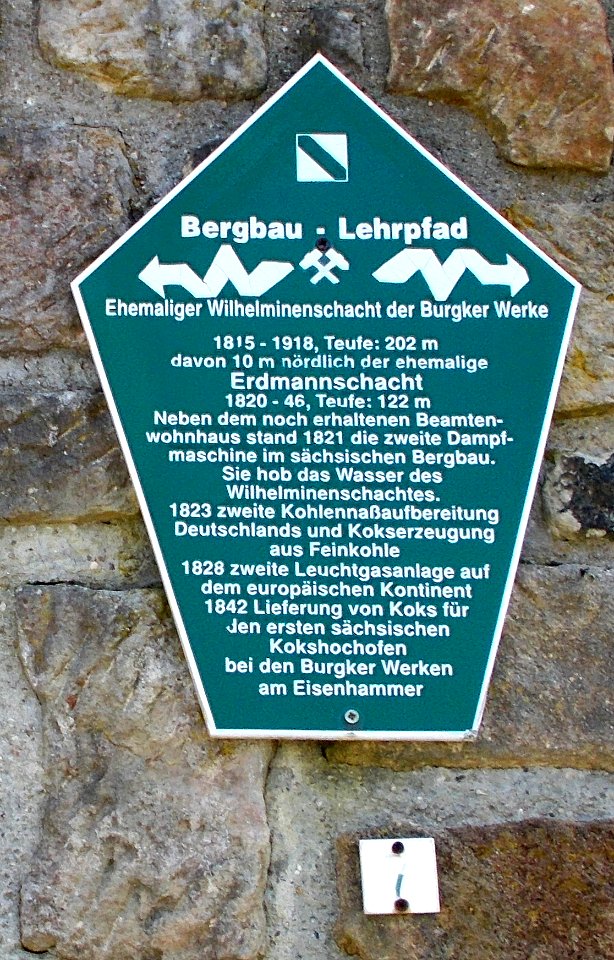 Bergbau - Lehrpfad
Ehemaliger Wilhelminenschacht der Burgker Werke
1815 - 1918, Teufe: 202 m
davon 10 m nördlich der ehemalige
Erdmannschacht
1820 - 46, Teufe: 122 m
Neben dem noch erhaltenen Beamten-
wohnhaus stand 1821 die zweite Dampf-
maschine im sächsischen Bergbau.
Sie hob das Wasser des
Wilhelminenschachtes.
1823 zweite Kohlennaßaufbereitung
Deutschlands und Kokserzeugung
aus Feinkohle
1828 zweite Leuchtgasanlage auf
dem europäischen Kontinent
1842 Lieferung von Koks für
den ersten sächsischen
Kokshochofen
bei den Burgker Werken
am Eisenhammer